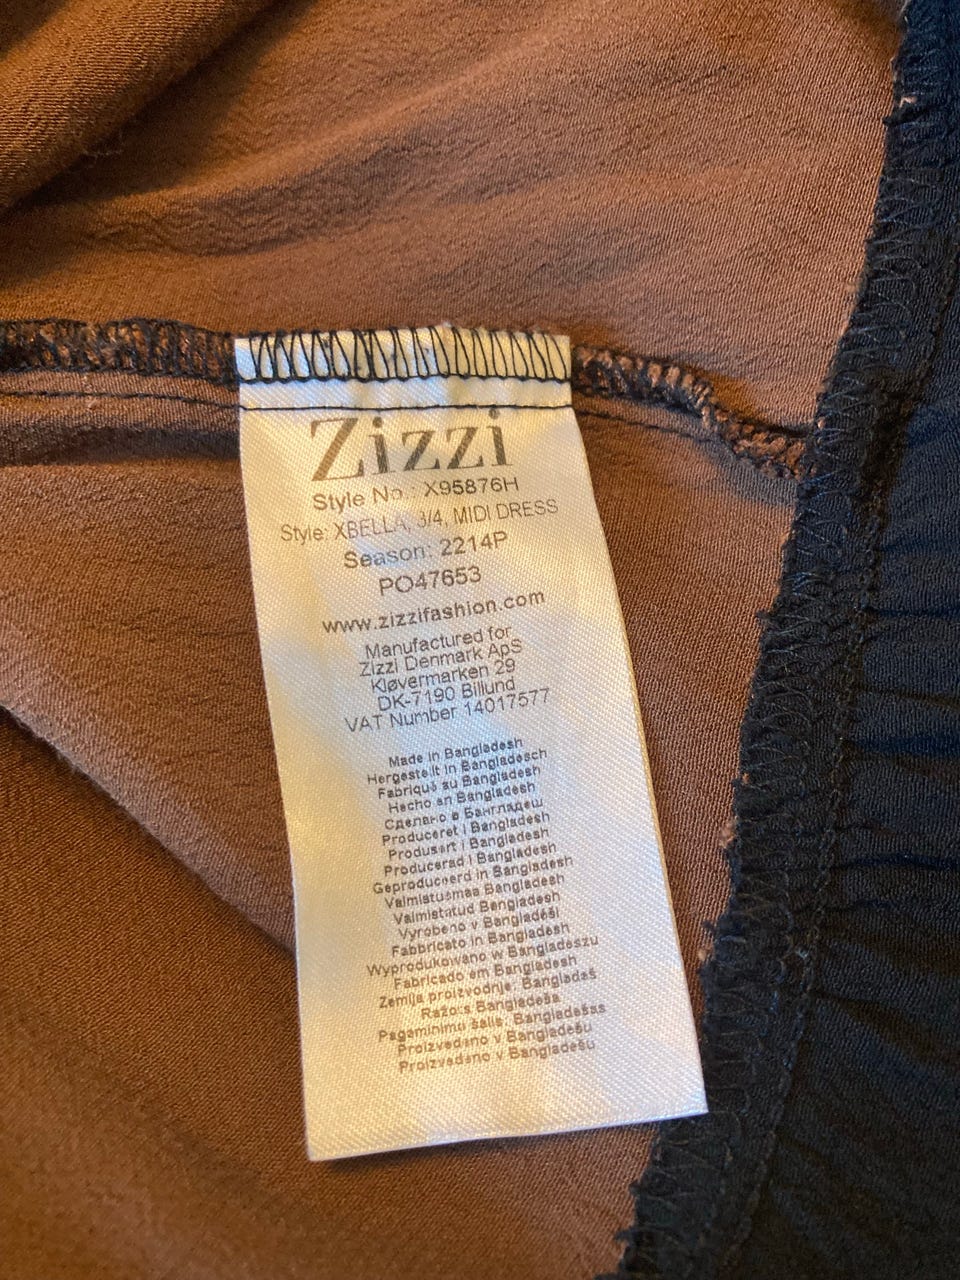 Zizzi
Style No.: X95876H
Style: XBELLA, 3/4, MIDI DRESS
Season: 2214P
PO47653
www.zizzifashion.com
Manufactured for
Zizzi Denmark ApS
Kløvermarken 29
DK-7190 Billund
VAT Number 14017577
Made in Bangladesh
Hergestellt in Bangladesch
Fabriqué au Bangladesh
Hecho en Bangladesh
Сделано в Бангладеш
Produceret i Bangladesh
Produsert i Bangladesh
Producerad i Bangladesh
Geproduceerd in Bangladesh
Valmistusmaa Bangladesh
Valmistatud Bangladesh
Vyrobeno v Bangladéši
Fabbricato in Bangladesh
Wyprodukowano w Bangladeszu
Fabricado em Bangladesh
Zemlja proizvodnje: Bangladaš
Ražots Bangladeša
Pagaminimo šalis, Bangladešas
Proizvedeno v Bangladešu
Proizvedeno v Bangladešu